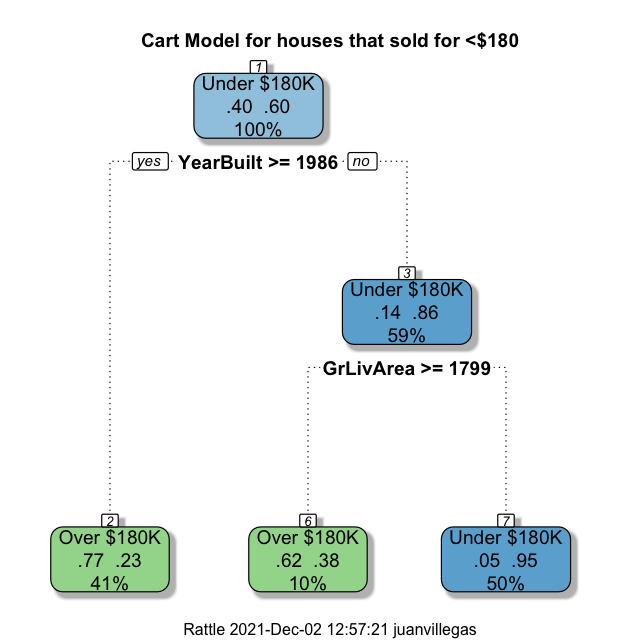 Cart Model for houses that sold for <$180
1
Under $180K
.40 .60
100%
yes YearBuilt >= 1986 no
3
Under $180K
.14 .86
59%
GrLivArea >= 1799
2
Over $180K
.77 .23
41%
6
Over $180K
.62 .38
10%
7
Under $180K
.05 .95
50%
Rattle 2021-Dec-02 12:57:21 juanvillegas